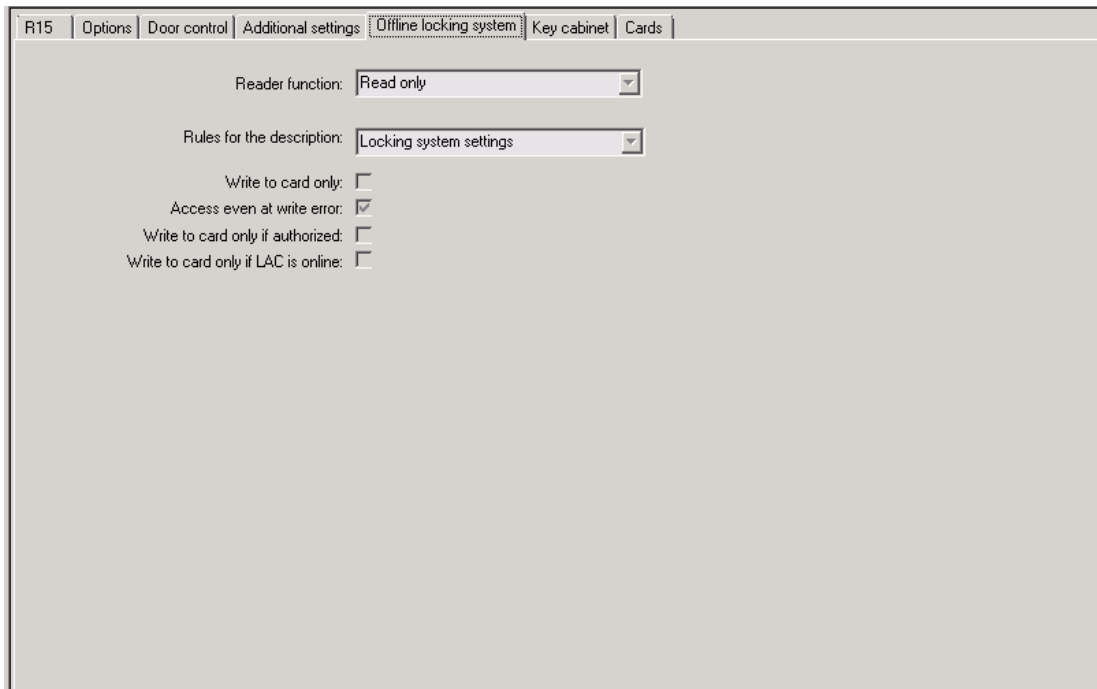 R15 Options Door control Additional settings Offline locking system Key cabinet Cards
Reader function: Read only
Rules for the description: Locking system settings
Write to card only:
Access even at write error:
Write to card only if authorized:
Write to card only if LAC is online: